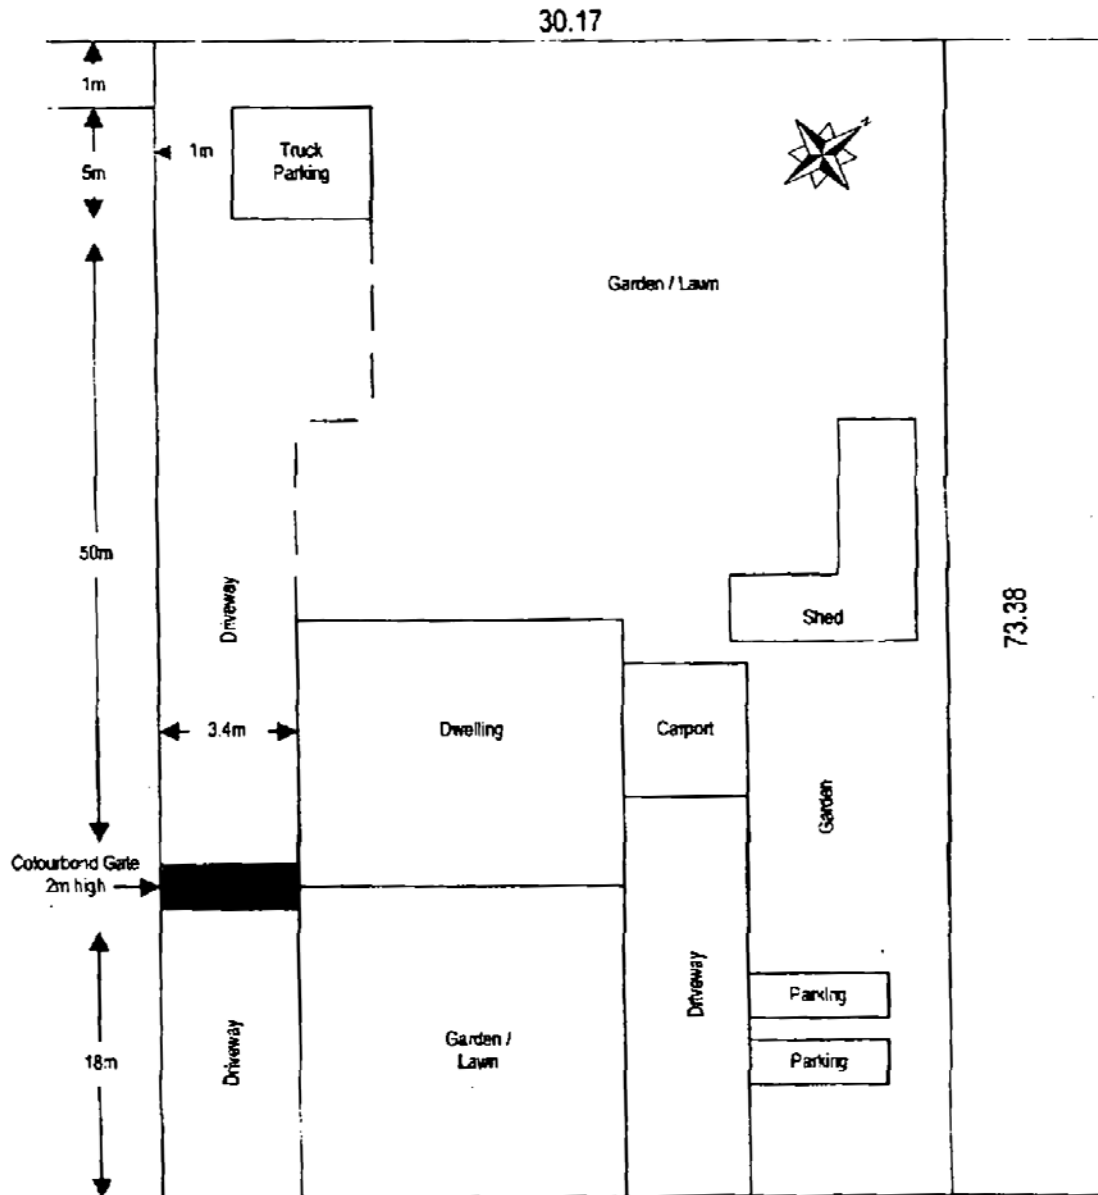 30.17
1m
1m
Truck
Parking
5m
N
Garden / Lawn
50m
Driveway
Shed
73.38
3.4m
Dwelling
Carport
Garden
Colourbond Gate
2m high
Driveway
Parking
Driveway
Garden /
Lawn
18m
Parking